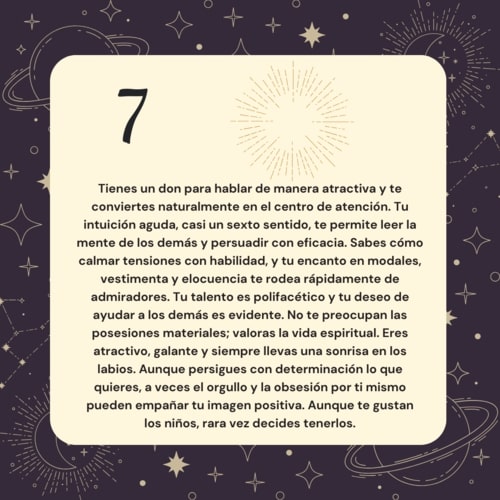 7
Tienes un don para hablar de manera atractiva y te
conviertes naturalmente en el centro de atención. Tu
intuición aguda, casi un sexto sentido, te permite leer la
mente de los demás y persuadir con eficacia. Sabes cómo
calmar tensiones con habilidad, y tu encanto en modales,
vestimenta y elocuencia te rodea rápidamente de
admiradores. Tu talento es polifacético y tu deseo de
ayudar a los demás es evidente. No te preocupan las
posesiones materiales; valoras la vida espiritual. Eres
atractivo, galante y siempre llevas una sonrisa en los
labios. Aunque persigues con determinación lo que
quieres, a veces el orgullo y la obsesión por ti mismo
pueden empañar tu imagen positiva. Aunque te gustan
los niños, rara vez decides tenerlos.